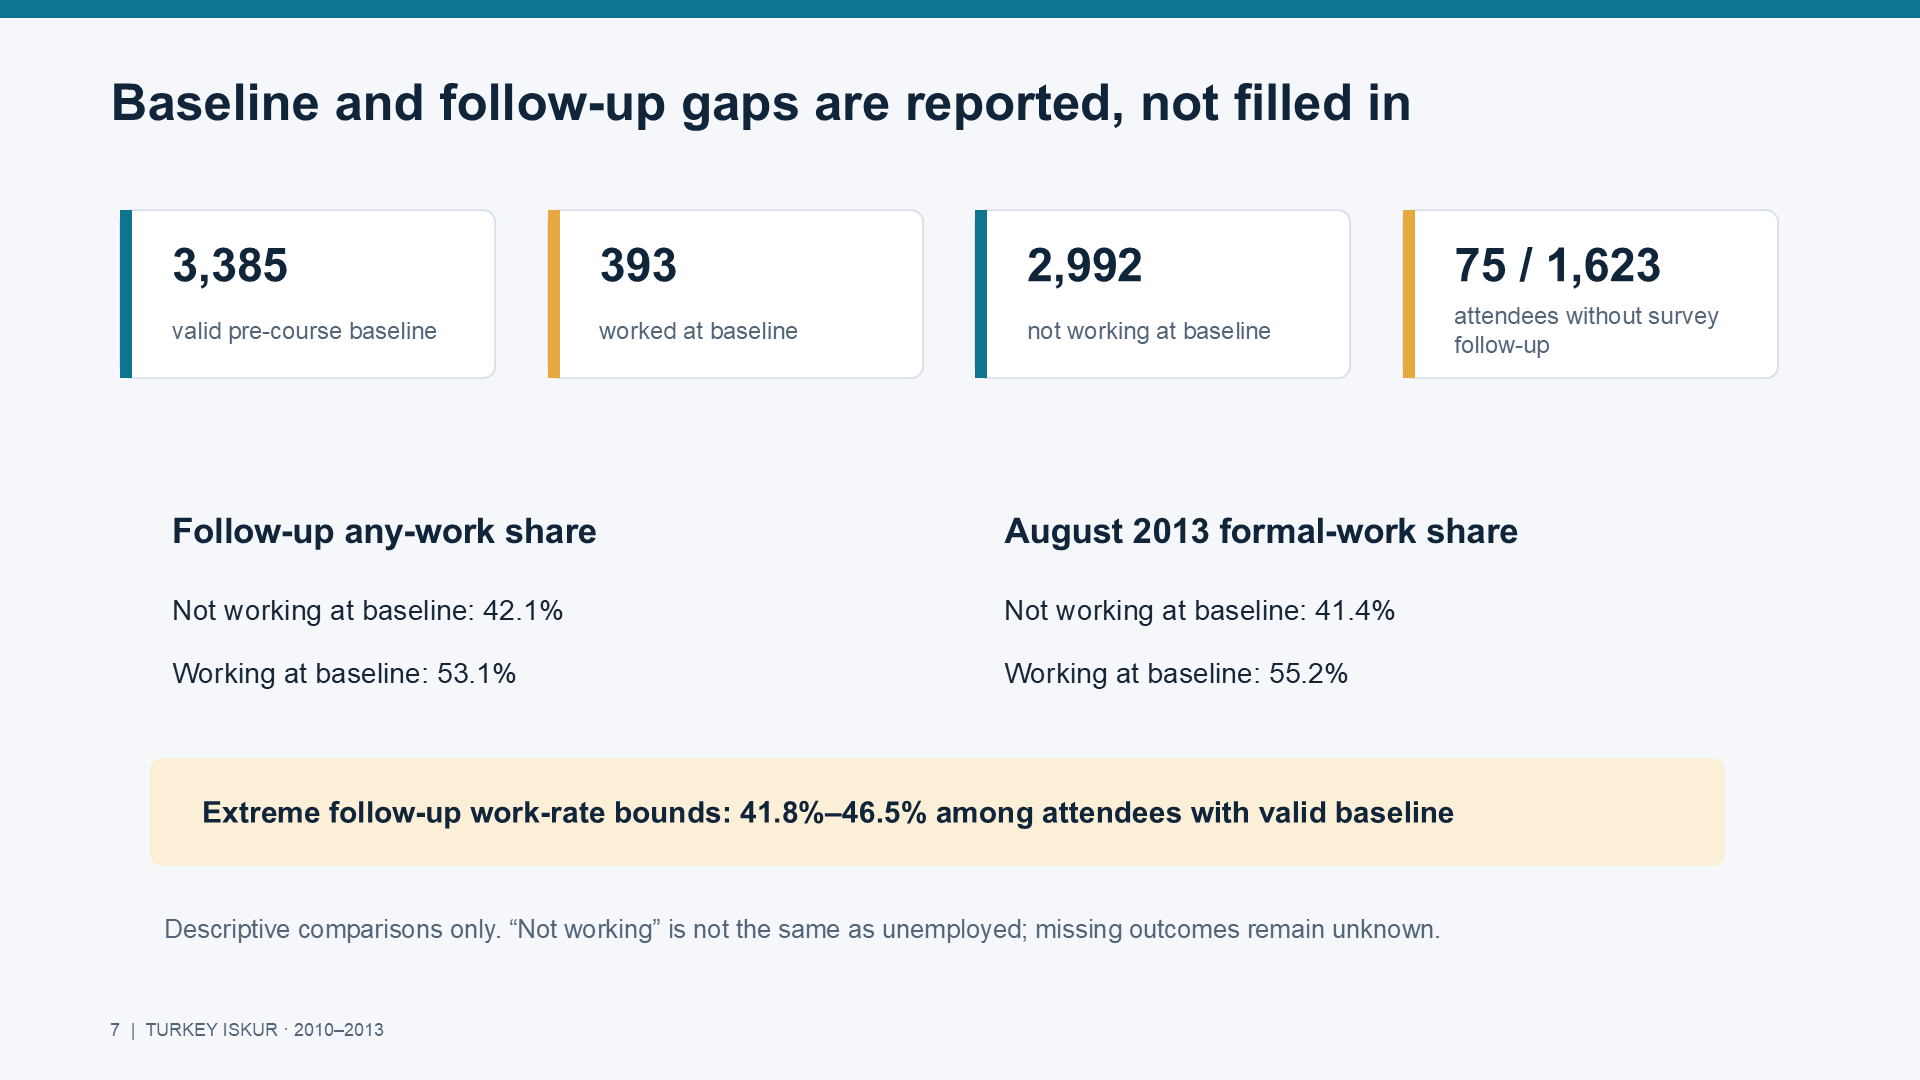 Baseline and follow-up gaps are reported, not filled in
3,385
valid pre-course baseline
393
worked at baseline
2,992
not working at baseline
75 / 1,623
attendees without survey
follow-up
Follow-up any-work share
Not working at baseline: 42.1%
Working at baseline: 53.1%
August 2013 formal-work share
Not working at baseline: 41.4%
Working at baseline: 55.2%
Extreme follow-up work-rate bounds: 41.8%–46.5% among attendees with valid baseline
Descriptive comparisons only. “Not working” is not the same as unemployed; missing outcomes remain unknown.
7 | TURKEY ISKUR · 2010–2013